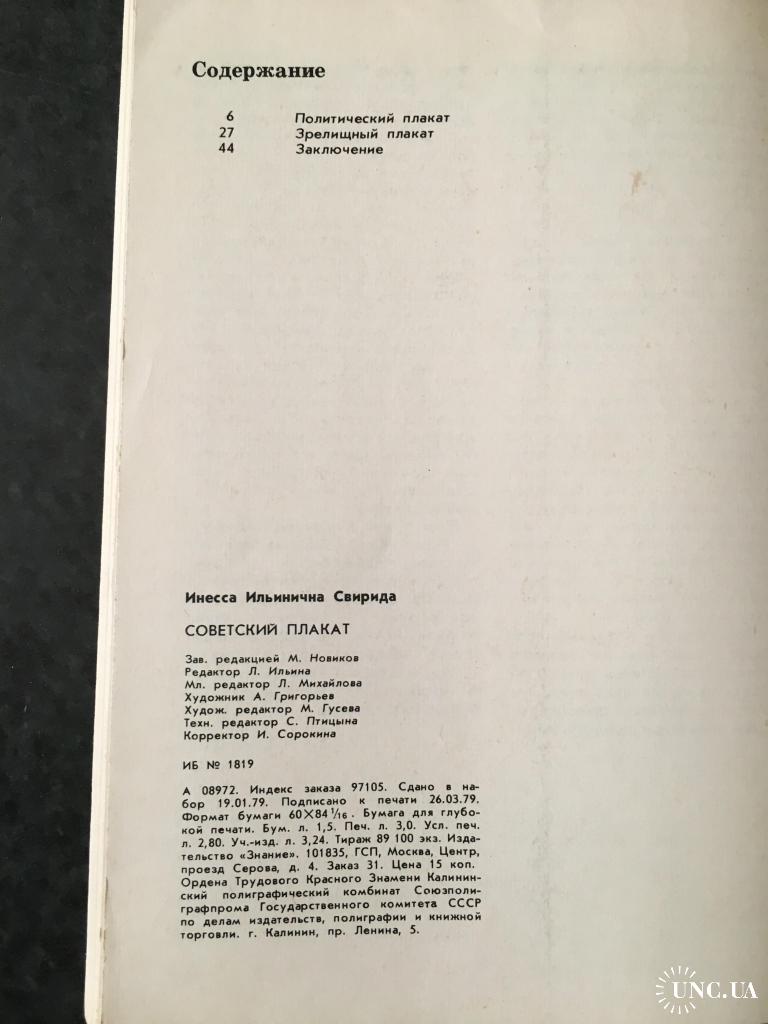 Содержание
6 Политический плакат
27 Зрелищный плакат
44 Заключение
Инесса Ильинична Свирида
СОВЕТСКИЙ ПЛАКАТ
Зав. редакцией М. Новиков
Редактор Л. Ильина
Мл. редактор Л. Михайлова
Художник А. Григорьев
Худож. редактор М. Гусева
Техн. редактор С. Птицына
Корректор И. Сорокина
ИБ № 1819
А 08972. Индекс заказа 97105. Сдано в на-
бор 19.01.79. Подписано к печати 26.03.79.
Формат бумаги 60×84 1/16. Бумага для глубо-
кой печати. Бум. л. 1,5. Печ. л. 3,0. Усл. печ.
л. 2,80. Уч.-изд. л. 3,24. Тираж 89 100 экз. Изда-
тельство «Знание». 101835, ГСП, Москва, Центр,
проезд Серова, д. 4. Заказ 31. Цена 15 коп.
Ордена Трудового Красного Знамени Калинин-
ский полиграфический комбинат Союзполи-
графпрома Государственного комитета СССР
по делам издательств, полиграфии и книжной
торговли. г. Калинин, пр. Ленина, 5.
UNC.UA